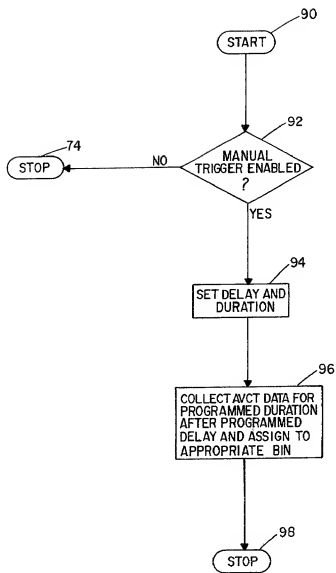 90
START
92
MANUAL
TRIGGER ENABLED
?
NO
74
STOP
YES
94
SET DELAY AND
DURATION
96
COLLECT AVCT DATA FOR
PROGRAMMED DURATION
AFTER PROGRAMMED
DELAY AND ASSIGN TO
APPROPRIATE BIN
98
STOP